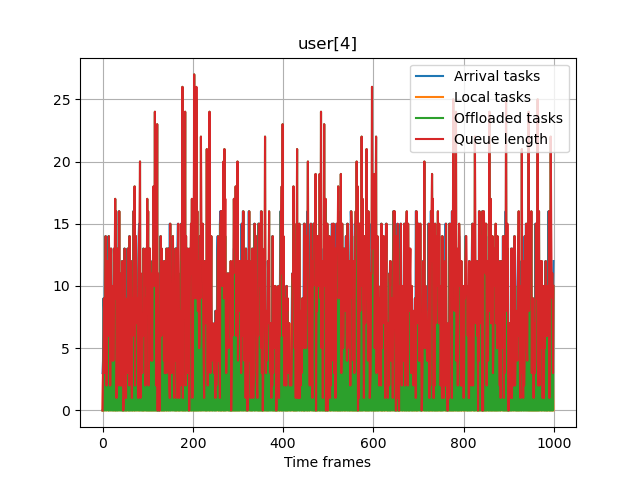 user[4]
Arrival tasks
Local tasks
Offloaded tasks
Queue length
25
20
15
10
5
0
0 200 400 600 800 1000
Time frames